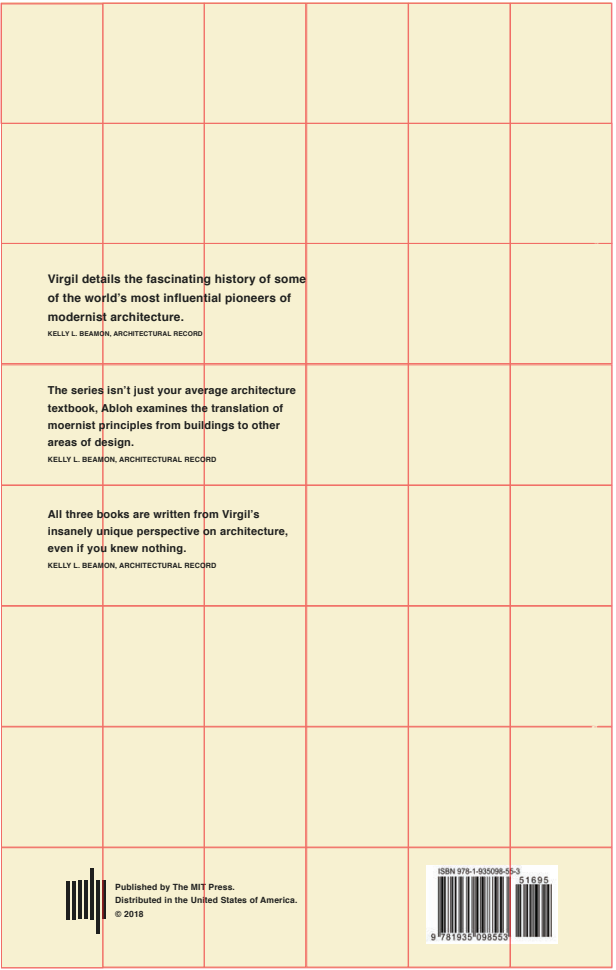 Virgil details the fascinating history of some
of the world's most influential pioneers of
modernist architecture.
KELLY L. BEAMON, ARCHITECTURAL RECORD
The series isn't just your average architecture
textbook, Abloh examines the translation of
moernist principles from buildings to other
areas of design.
KELLY L. BEAMON, ARCHITECTURAL RECORD
All three books are written from Virgil's
insanely unique perspective on architecture,
even if you knew nothing.
KELLY L. BEAMON, ARCHITECTURAL RECORD
Published by The MIT Press.
Distributed in the United States of America.
© 2018
ISBN 978-1-935098-55-3
51695
9 781935 098553